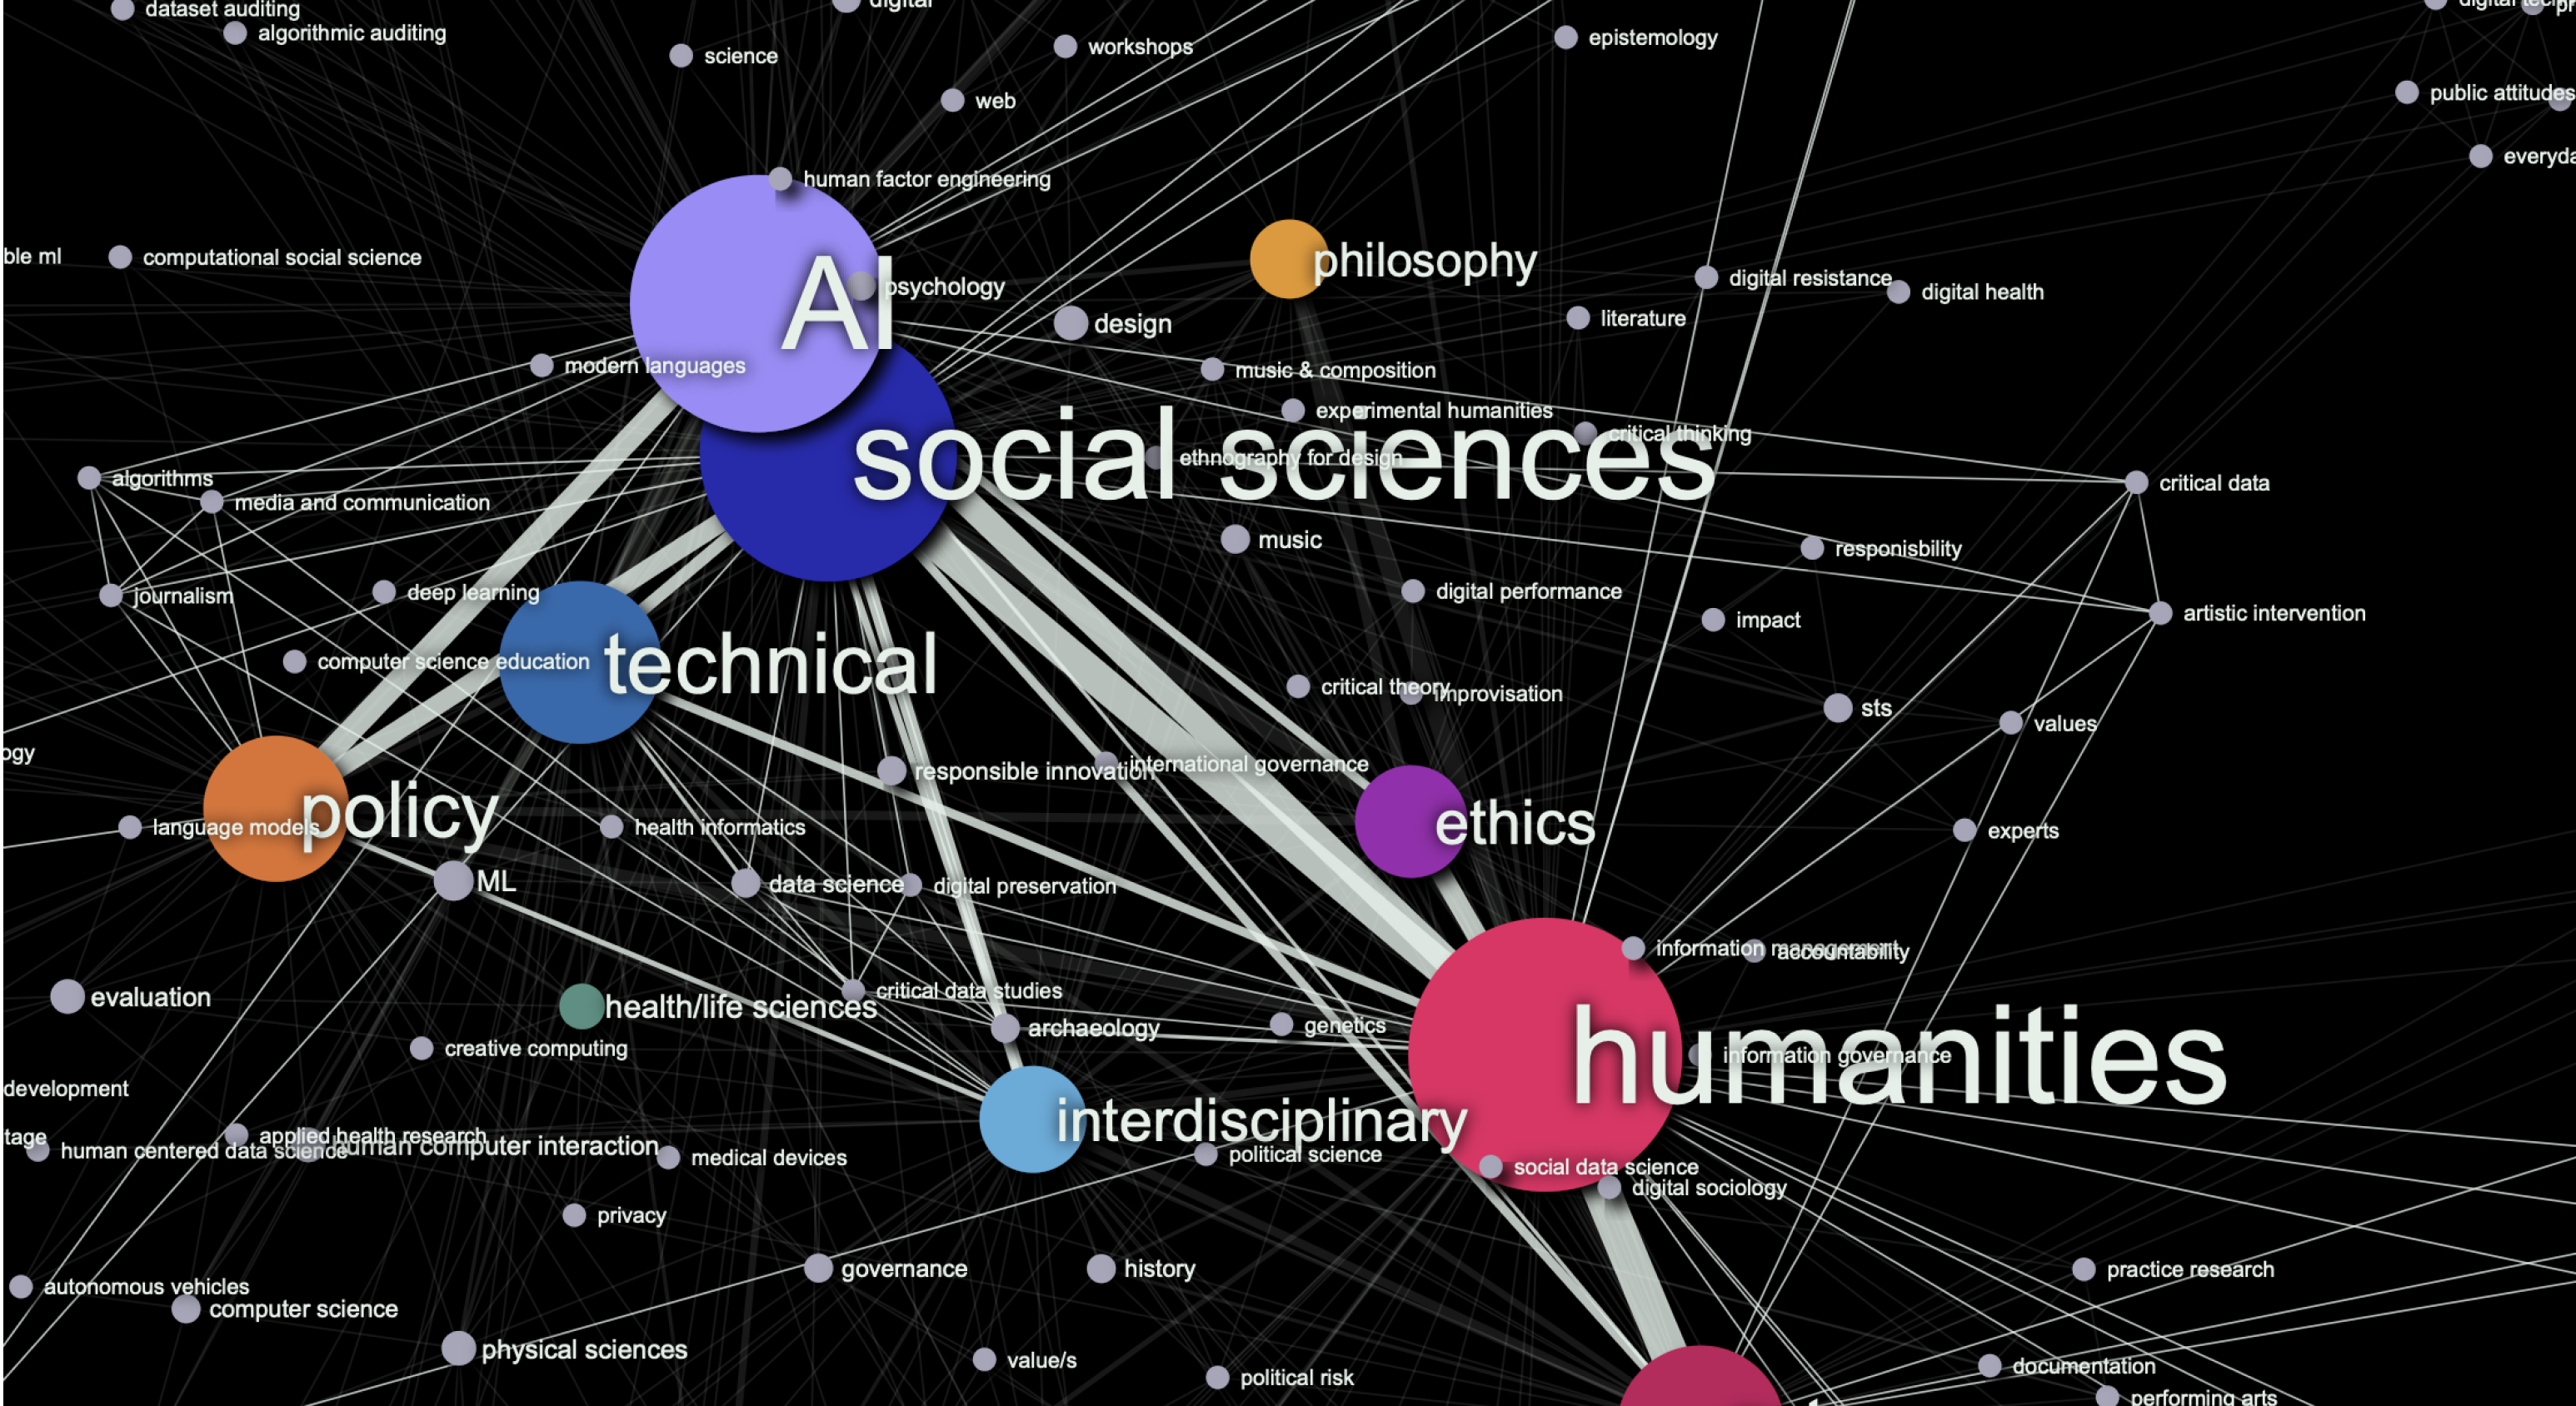 dataset auditing
digital
algorithmic auditing
science
workshops
epistemology
web
public attitudes
human factor engineering
ble ml
computational social science
philosophy
AI
psychology
digital resistance
digital health
design
literature
modern languages
music & composition
experimental humanities
critical thinking
social sciences
ethnography for design
algorithms
critical data
media and communication
music
responisbility
deep learning
journalism
digital performance
artistic intervention
impact
computer science education
technical
critical theory
improvisation
sts
values
ogy
responsible innovation
international governance
policy
language models
health informatics
ethics
experts
ML
data science
digital preservation
information management
accountability
evaluation
health/life sciences
critical data studies
archaeology
genetics
creative computing
humanities
information governance
development
interdisciplinary
tage
applied health research
human centered data science
human computer interaction
medical devices
political science
social data science
digital sociology
privacy
governance
history
practice research
autonomous vehicles
computer science
physical sciences
value/s
political risk
documentation
performing arts